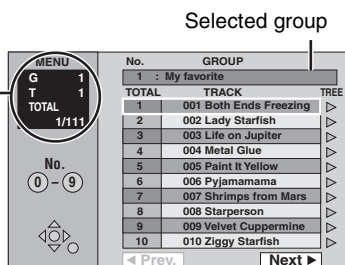 Selected group
MENU
G 1
T 1
TOTAL
1/111
No.
0 – 9
No. GROUP
1 : My favorite
TOTAL TRACK TREE
1 001 Both Ends Freezing
2 002 Lady Starfish
3 003 Life on Jupiter
4 004 Metal Glue
5 005 Paint It Yellow
6 006 Pyjamamama
7 007 Shrimps from Mars
8 008 Starperson
9 009 Velvet Cuppermine
10 010 Ziggy Starfish
◀ Prev. Next ▶